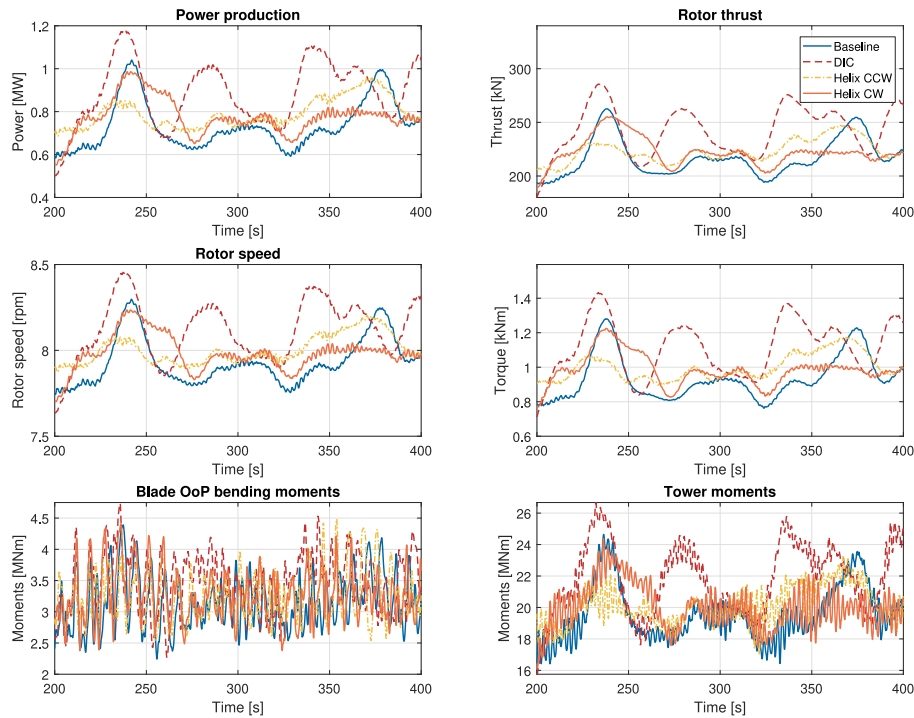 Power production
Power [MW]
1.2
1
0.8
0.6
0.4
200
250
300
350
400
Time [s]
Rotor thrust
Thrust [kN]
300
250
200
200
250
300
350
400
Time [s]
Baseline
DIC
Helix CCW
Helix CW
Rotor speed
Rotor speed [rpm]
8.5
8
7.5
200
250
300
350
400
Time [s]
Torque [kNm]
1.4
1.2
1
0.8
0.6
200
250
300
350
400
Time [s]
Blade OoP bending moments
Moments [MNm]
4.5
4
3.5
3
2.5
2
200
250
300
350
400
Time [s]
Tower moments
Moments [MNm]
26
24
22
20
18
16
200
250
300
350
400
Time [s]